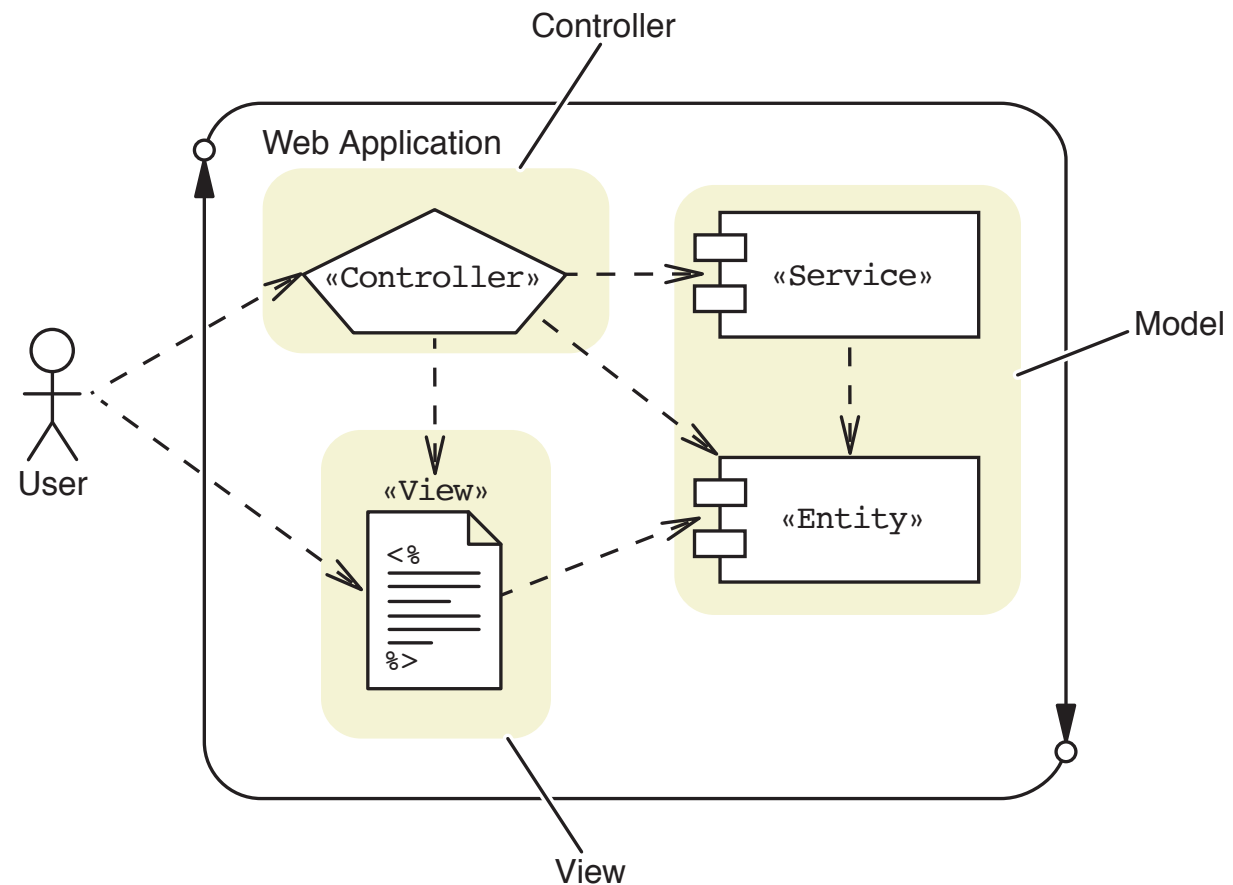 Controller
Web Application
«Controller»
«Service»
Model
User
«View»
«Entity»
<%
%>
View